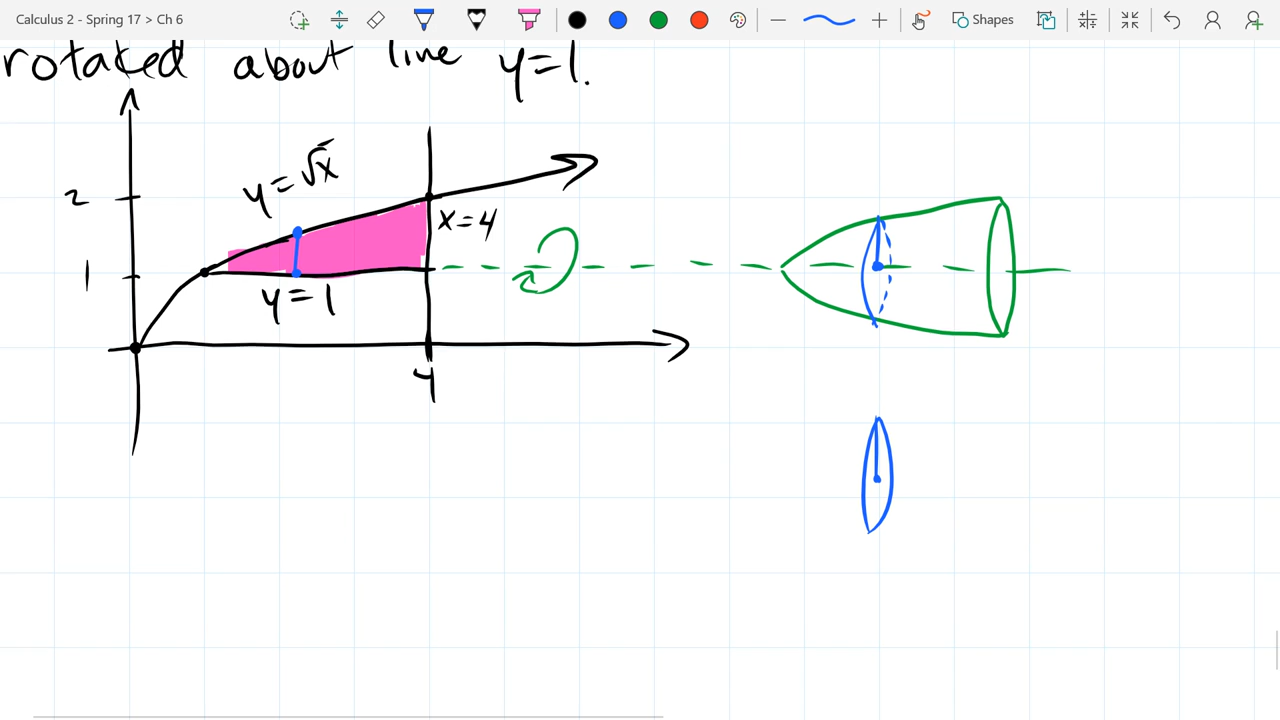 Calculus 2 - Spring 17 > Ch 6
Shapes
rotated about line y=1.
y=√x
2
x=4
1
y=1
4